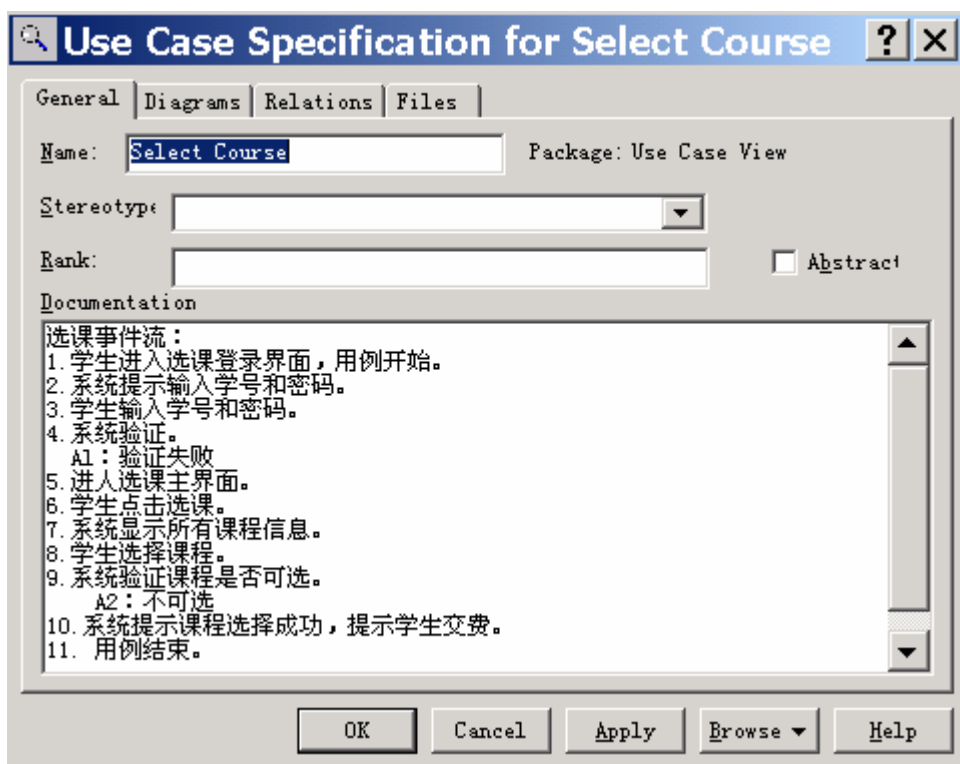 Use Case Specification for Select Course
General Diagrams Relations Files
Name: Select Course Package: Use Case View
Stereotype
Rank: Abstract
Documentation
选课事件流：
1.学生进入选课登录界面，用例开始。
2.系统提示输入学号和密码。
3.学生输入学号和密码。
4.系统验证。
A1：验证失败
5.进人选课主界面。
6.学生点击选课。
7.系统显示所有课程信息。
8.学生选择课程。
9.系统验证课程是否可选。
A2：不可选
10.系统提示课程选择成功，提示学生交费。
11. 用例结束。
OK Cancel Apply Browse Help